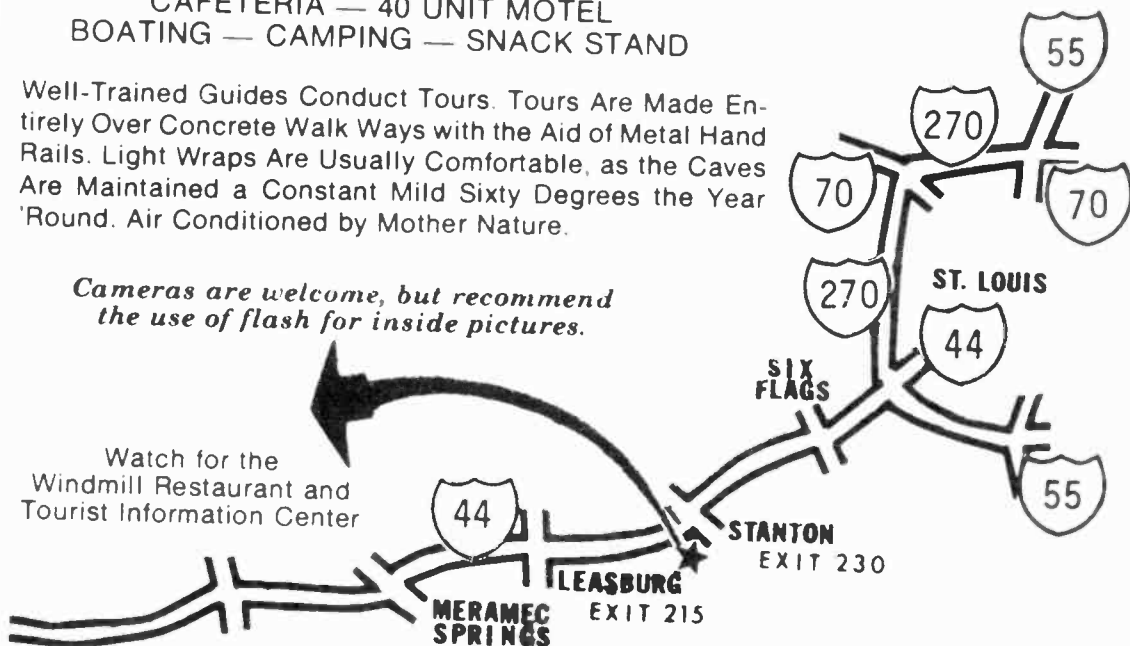 CAFETERIA — 40 UNIT MOTEL
BOATING — CAMPING — SNACK STAND
Well-Trained Guides Conduct Tours. Tours Are Made En-
tirely Over Concrete Walk Ways with the Aid of Metal Hand
Rails. Light Wraps Are Usually Comfortable, as the Caves
Are Maintained a Constant Mild Sixty Degrees the Year
'Round. Air Conditioned by Mother Nature.
Cameras are welcome, but recommend
the use of flash for inside pictures.
Watch for the
Windmill Restaurant and
Tourist Information Center
55
270
70
70
270
ST. LOUIS
44
SIX
FLAGS
55
44
STANTON
EXIT 230
LEASBURG
EXIT 215
MERAMEC
SPRINGS